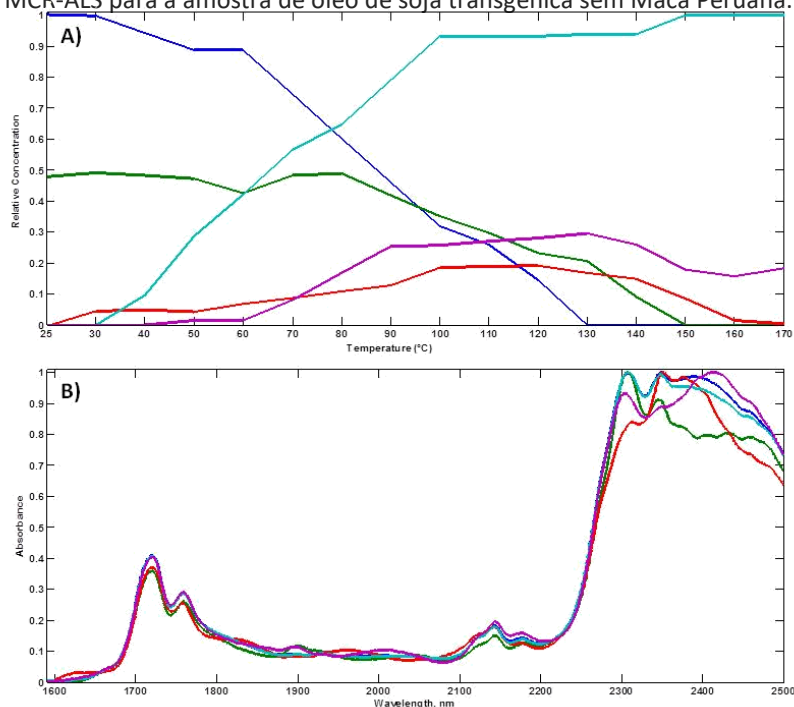 MCR-ALS para a amostra de óleo de soja transgênica sem Maca Peruana.
A)
1
0.9
0.8
0.7
0.6
0.5
0.4
0.3
0.2
0.1
0
Relative Concentration
25 30 40 50 60 70 80 90 100 110 120 130 140 150 160 170
Temperature (°C)
B)
1
0.9
0.8
0.7
0.6
0.5
0.4
0.3
0.2
0.1
0
Absorbance
1600 1700 1800 1900 2000 2100 2200 2300 2400 2500
Wavelength, nm